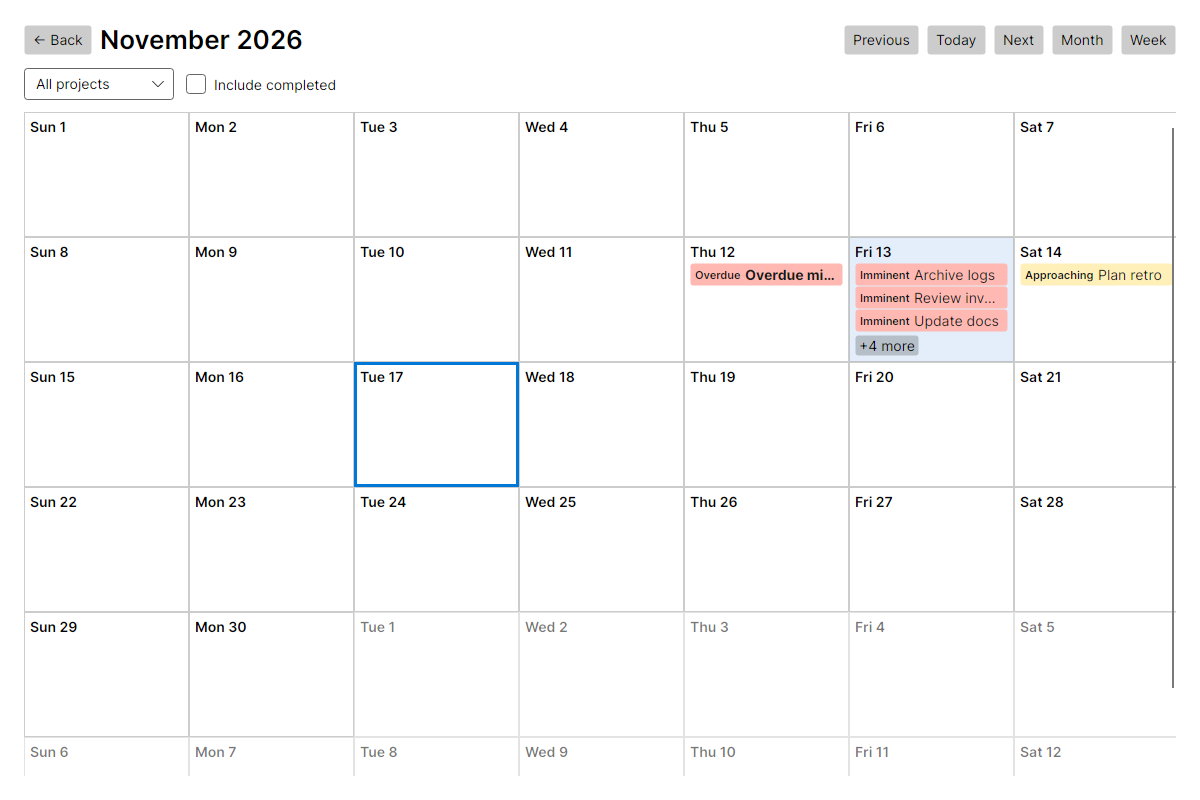 ← Back November 2026 Previous Today Next Month Week
All projects Include completed
Sun 1 Mon 2 Tue 3 Wed 4 Thu 5 Fri 6 Sat 7
Sun 8 Mon 9 Tue 10 Wed 11 Thu 12 Fri 13 Sat 14
Overdue Overdue mi... Imminent Archive logs Approaching Plan retro
Imminent Review inv...
Imminent Update docs
+4 more
Sun 15 Mon 16 Tue 17 Wed 18 Thu 19 Fri 20 Sat 21
Sun 22 Mon 23 Tue 24 Wed 25 Thu 26 Fri 27 Sat 28
Sun 29 Mon 30 Tue 1 Wed 2 Thu 3 Fri 4 Sat 5
Sun 6 Mon 7 Tue 8 Wed 9 Thu 10 Fri 11 Sat 12